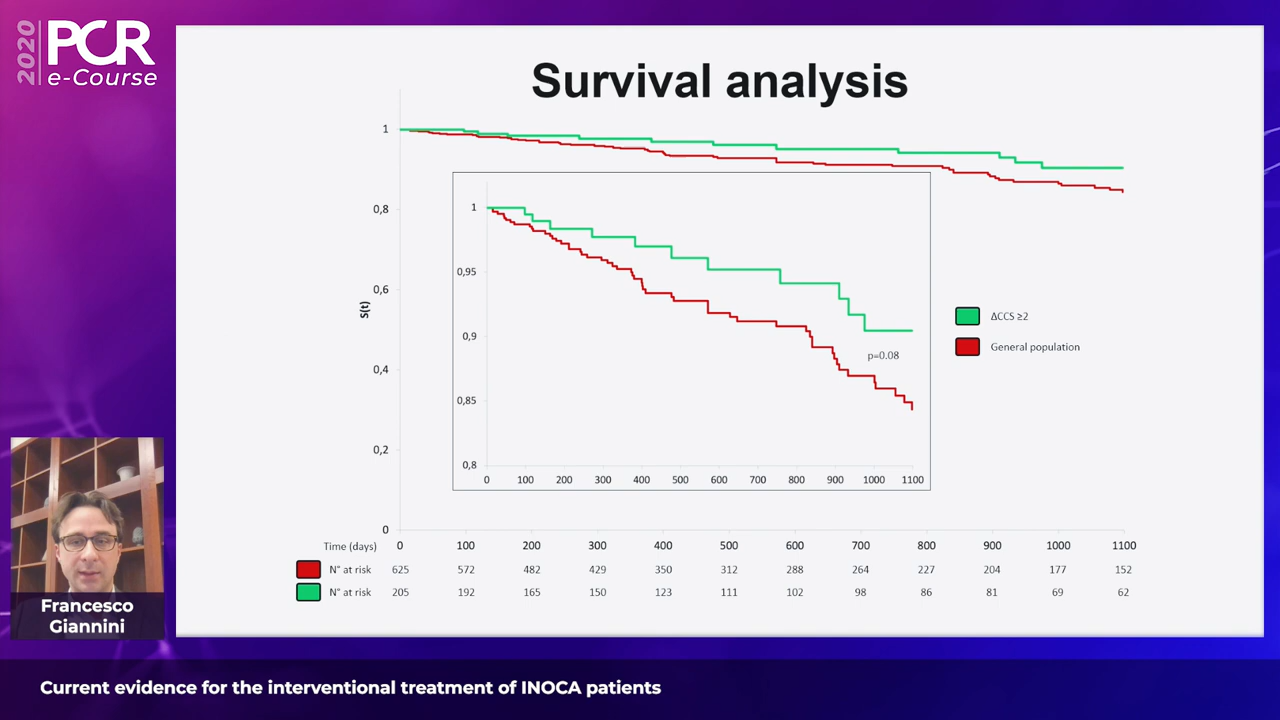 2020
PCR
e-Course
Survival analysis
1
0,8
0,6
0,4
0,2
0
S(t)
1
0,95
0,9
0,85
0,8
p=0.08
0 100 200 300 400 500 600 700 800 900 1000 1100
ΔCCS ≥2
General population
Time (days) 0 100 200 300 400 500 600 700 800 900 1000 1100
N° at risk 625 572 482 429 350 312 288 264 227 204 177 152
N° at risk 205 192 165 150 123 111 102 98 86 81 69 62
Francesco
Giannini
Current evidence for the interventional treatment of INOCA patients